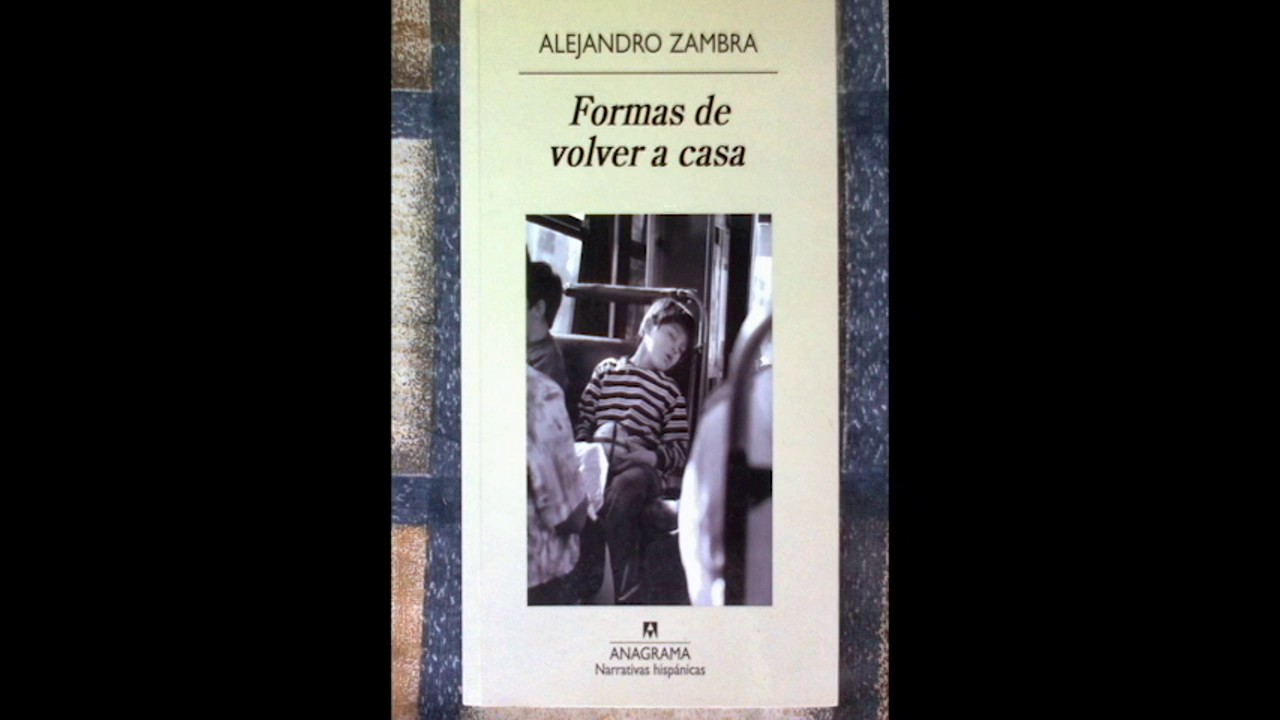 ALEJANDRO ZAMBRA
Formas de
volver a casa
ANAGRAMA
Narrativas hispánicas